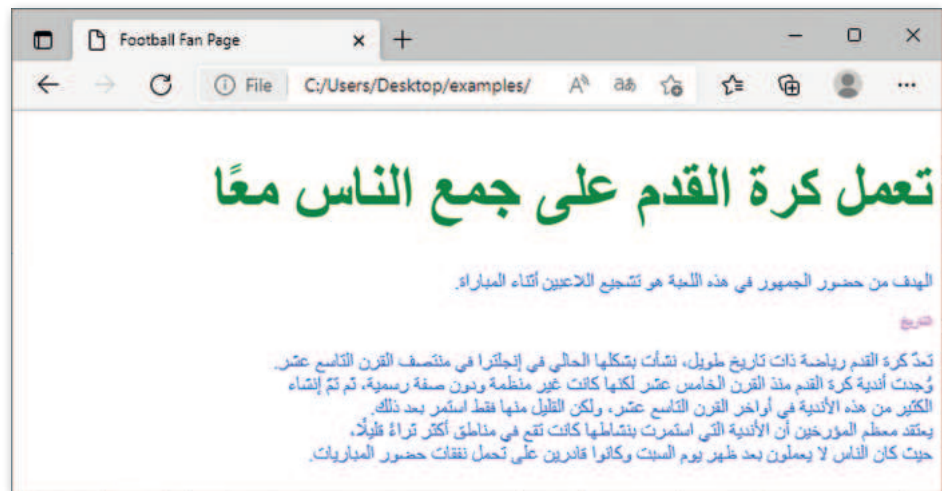 Football Fan Page
File C:/Users/Desktop/examples/
تعمل كرة القدم على جمع الناس معًا
الهدف من حضور الجمهور في هذه اللعبة هو تشجيع اللاعبين أثناء المباراة.
تعدّ كرة القدم رياضة ذات تاريخ طويل، نشأت بشكلها الحالي في إنجلترا في منتصف القرن التاسع عشر.
وُجدت أندية كرة القدم منذ القرن الخامس عشر لكنها كانت غير منظمة ودون صفة رسمية، ثم تمّ إنشاء
الكثير من هذه الأندية في أواخر القرن التاسع عشر، ولكن القليل منها فقط استمر بعد ذلك.
يعتقد معظم المؤرخين أن الأندية التي استمرت بنشاطها كانت تقع في مناطق أكثر ثراءً قليلًا،
حيث كان الناس لا يعملون بعد ظهر يوم السبت وكانوا قادرين على تحمل نفقات حضور المباريات.